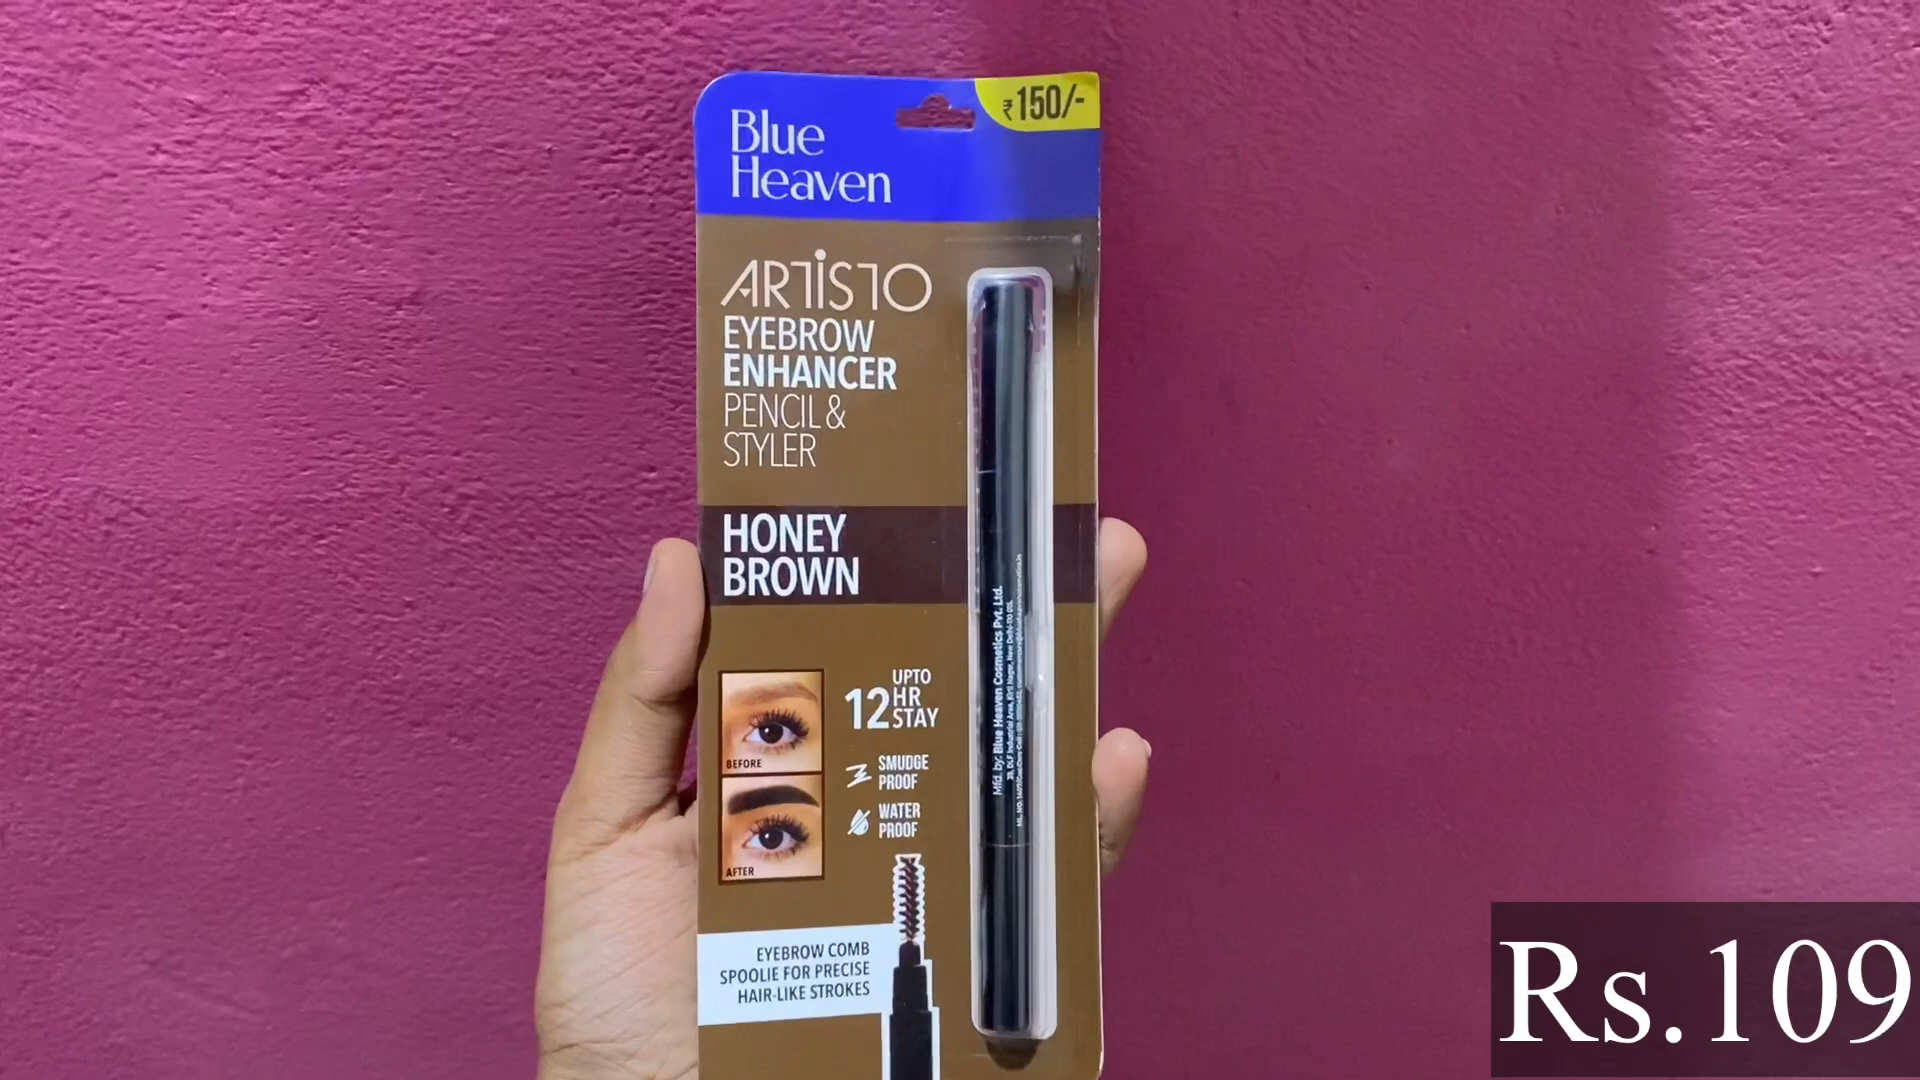 Blue
Heaven
₹150/-
ARTISTO
EYEBROW
ENHANCER
PENCIL &
STYLER
HONEY
BROWN
BEFORE
AFTER
UPTO
12 HR
STAY
SMUDGE
PROOF
WATER
PROOF
EYEBROW COMB
SPOOLIE FOR PRECISE
HAIR-LIKE STROKES
Mfd. by: Blue Heaven Cosmetics Pvt. Ltd.
Rs.109